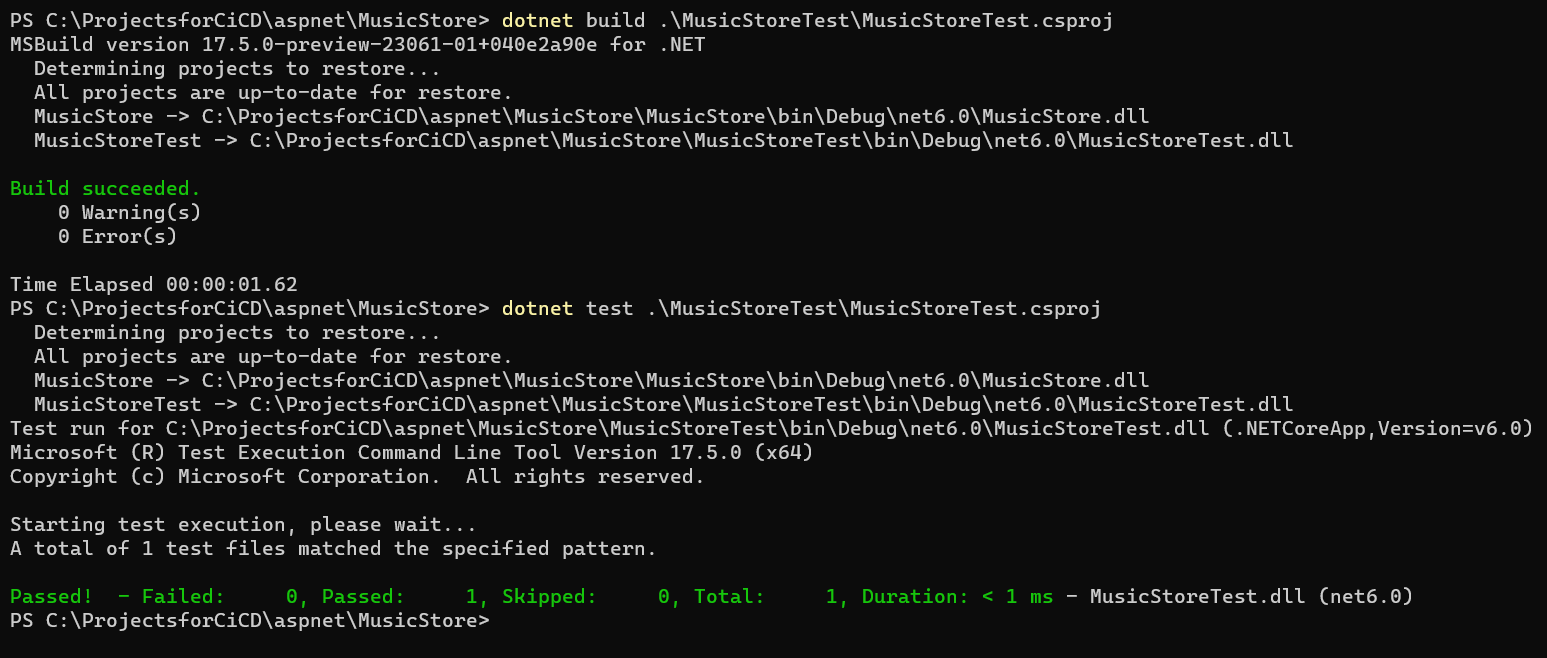 PS C:\ProjectsforCiCD\aspnet\MusicStore> dotnet build .\MusicStoreTest\MusicStoreTest.csproj
MSBuild version 17.5.0-preview-23061-01+040e2a90e for .NET
  Determining projects to restore...
  All projects are up-to-date for restore.
  MusicStore -> C:\ProjectsforCiCD\aspnet\MusicStore\MusicStore\bin\Debug\net6.0\MusicStore.dll
  MusicStoreTest -> C:\ProjectsforCiCD\aspnet\MusicStore\MusicStoreTest\bin\Debug\net6.0\MusicStoreTest.dll

Build succeeded.
    0 Warning(s)
    0 Error(s)

Time Elapsed 00:00:01.62
PS C:\ProjectsforCiCD\aspnet\MusicStore> dotnet test .\MusicStoreTest\MusicStoreTest.csproj
  Determining projects to restore...
  All projects are up-to-date for restore.
  MusicStore -> C:\ProjectsforCiCD\aspnet\MusicStore\MusicStore\bin\Debug\net6.0\MusicStore.dll
  MusicStoreTest -> C:\ProjectsforCiCD\aspnet\MusicStore\MusicStoreTest\bin\Debug\net6.0\MusicStoreTest.dll
Test run for C:\ProjectsforCiCD\aspnet\MusicStore\MusicStoreTest\bin\Debug\net6.0\MusicStoreTest.dll (.NETCoreApp,Version=v6.0)
Microsoft (R) Test Execution Command Line Tool Version 17.5.0 (x64)
Copyright (c) Microsoft Corporation.  All rights reserved.

Starting test execution, please wait...
A total of 1 test files matched the specified pattern.

Passed!  - Failed:     0, Passed:     1, Skipped:     0, Total:     1, Duration: < 1 ms - MusicStoreTest.dll (net6.0)
PS C:\ProjectsforCiCD\aspnet\MusicStore>